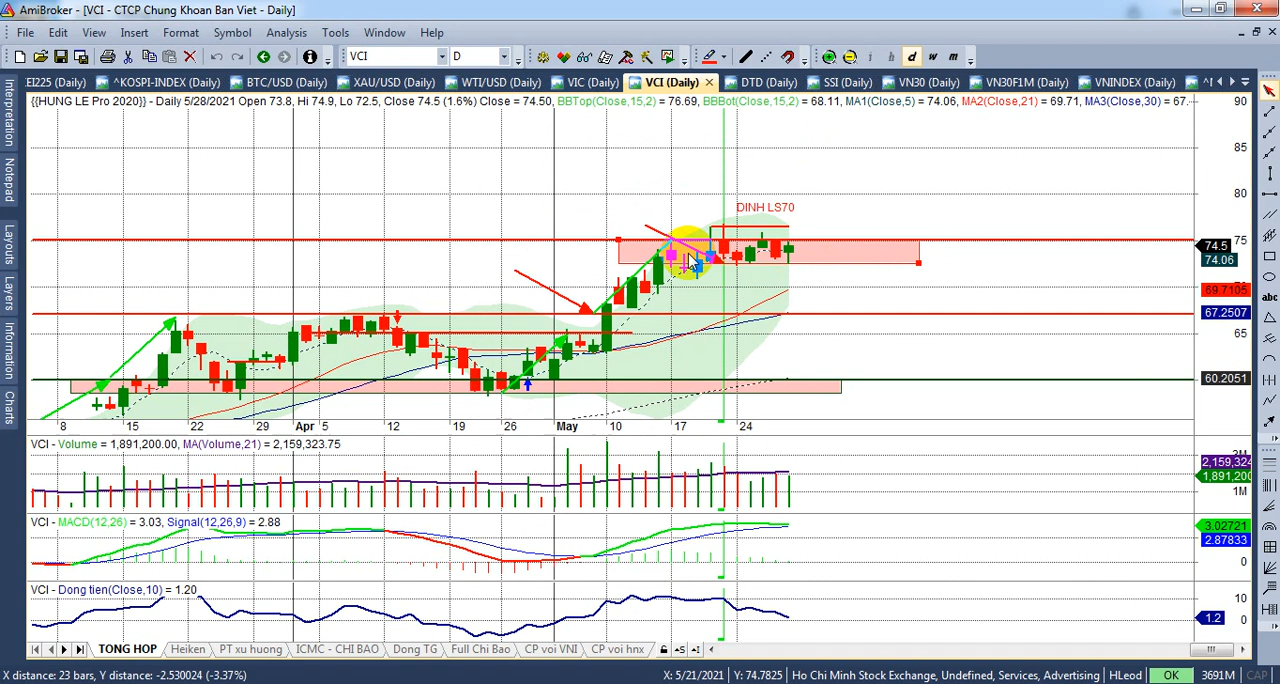 AmiBroker - [VCI - CTCP Chung Khoan Ban Viet - Daily]
File Edit View Insert Format Symbol Analysis Tools Window Help
VCI D i h d w m
EI225 (Daily) ^KOSPI-INDEX (Daily) BTC/USD (Daily) XAU/USD (Daily) WTI/USD (Daily) VIC (Daily) VCI (Daily) DTD (Daily) SSI (Daily) VN30 (Daily) VN30F1M (Daily) VNINDEX (Daily)
{{HUNG LE Pro 2020}} - Daily 5/28/2021 Open 73.8, Hi 74.9, Lo 72.5, Close 74.5 (1.6%) Close = 74.50, BBTop(Close,15,2) = 76.69, BBBot(Close,15,2) = 68.11, MA1(Close,5) = 74.06, MA2(Close,21) = 69.71, MA3(Close,30) = 67.
Interpretation
Notepad
Layouts
Layers
Information
Charts
abc
DINH LS70
90
85
80
75
74.5
74.06
69.7105
67.2507
65
60.2051
8 15 22 29 Apr 5 12 19 26 May 10 17 24
VCI - Volume = 1,891,200.00, MA(Volume,21) = 2,159,323.75
2,159,324
1,891,200
1M
VCI - MACD(12,26) = 3.03, Signal(12,26,9) = 2.88
3.02721
2.87833
0
VCI - Dong tien(Close,10) = 1.20
10
1.2
0
TONG HOP Heiken PT xu huong ICMC - CHI BAO Dong TG Full Chi Bao CP voi VNI CP voi hnx
X distance: 23 bars, Y distance: -2.530024 (-3.37%) X: 5/21/2021 Y: 74.7825 Ho Chi Minh Stock Exchange, Undefined, Services, Advertising HLeod OK 3691M CAP